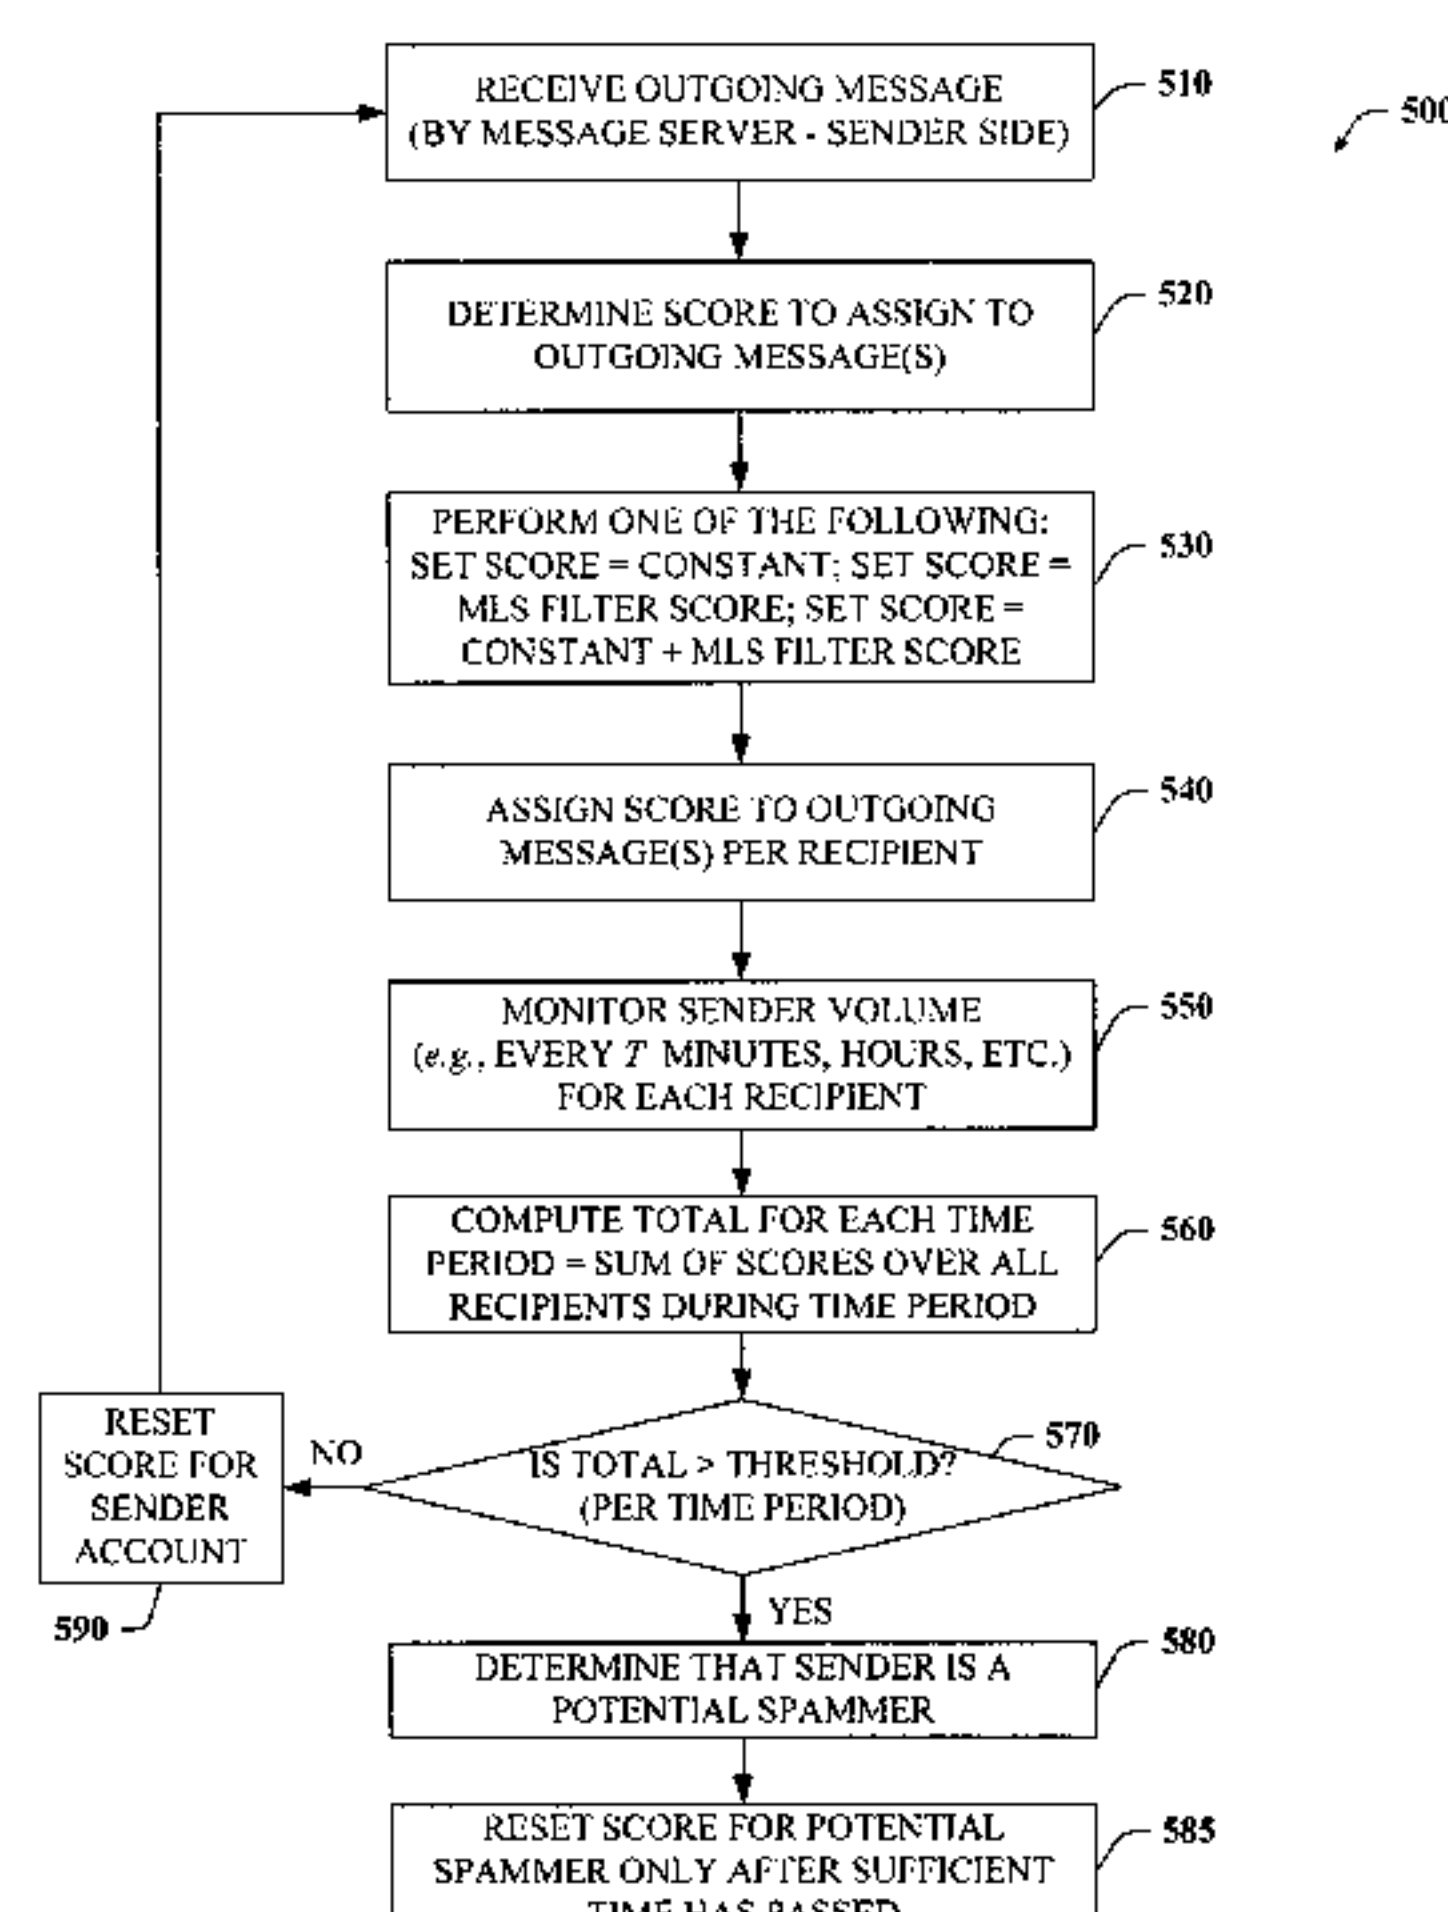 RECEIVE OUTGOING MESSAGE
(BY MESSAGE SERVER - SENDER SIDE)
510
500
DETERMINE SCORE TO ASSIGN TO
OUTGOING MESSAGE(S)
520
PERFORM ONE OF THE FOLLOWING:
SET SCORE = CONSTANT; SET SCORE =
MLS FILTER SCORE; SET SCORE =
CONSTANT + MLS FILTER SCORE
530
ASSIGN SCORE TO OUTGOING
MESSAGE(S) PER RECIPIENT
540
MONITOR SENDER VOLUME
(e.g., EVERY T MINUTES, HOURS, ETC.)
FOR EACH RECIPIENT
550
COMPUTE TOTAL FOR EACH TIME
PERIOD = SUM OF SCORES OVER ALL
RECIPIENTS DURING TIME PERIOD
560
IS TOTAL > THRESHOLD?
(PER TIME PERIOD)
570
NO
RESET
SCORE FOR
SENDER
ACCOUNT
590
YES
DETERMINE THAT SENDER IS A
POTENTIAL SPAMMER
580
RESET SCORE FOR POTENTIAL
SPAMMER ONLY AFTER SUFFICIENT
TIME HAS PASSED
585